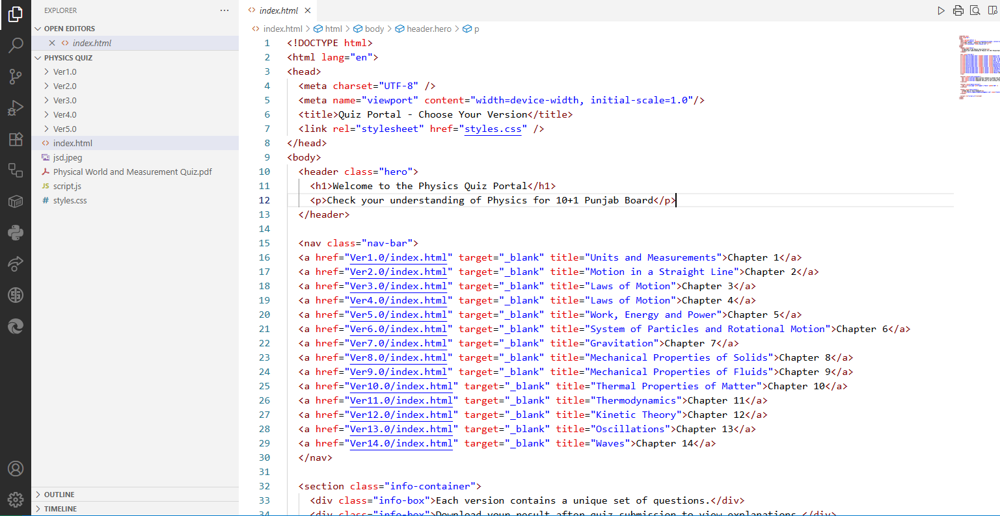 EXPLORER
OPEN EDITORS
index.html
PHYSICS QUIZ
Ver1.0
Ver2.0
Ver3.0
Ver4.0
Ver5.0
index.html
jsd.jpeg
Physical World and Measurement Quiz.pdf
JS script.js
# styles.css
OUTLINE
TIMELINE
index.html
index.html > html > body > header.hero > p
1 <!DOCTYPE html>
2 <html lang="en">
3 <head>
4 <meta charset="UTF-8" />
5 <meta name="viewport" content="width=device-width, initial-scale=1.0"/>
6 <title>Quiz Portal - Choose Your Version</title>
7 <link rel="stylesheet" href="styles.css" />
8 </head>
9 <body>
10 <header class="hero">
11 <h1>Welcome to the Physics Quiz Portal</h1>
12 <p>Check your understanding of Physics for 10+1 Punjab Board</p>
13 </header>
14
15 <nav class="nav-bar">
16 <a href="Ver1.0/index.html" target="_blank" title="Units and Measurements">Chapter 1</a>
17 <a href="Ver2.0/index.html" target="_blank" title="Motion in a Straight Line">Chapter 2</a>
18 <a href="Ver3.0/index.html" target="_blank" title="Laws of Motion">Chapter 3</a>
19 <a href="Ver4.0/index.html" target="_blank" title="Laws of Motion">Chapter 4</a>
20 <a href="Ver5.0/index.html" target="_blank" title="Work, Energy and Power">Chapter 5</a>
21 <a href="Ver6.0/index.html" target="_blank" title="System of Particles and Rotational Motion">Chapter 6</a>
22 <a href="Ver7.0/index.html" target="_blank" title="Gravitation">Chapter 7</a>
23 <a href="Ver8.0/index.html" target="_blank" title="Mechanical Properties of Solids">Chapter 8</a>
24 <a href="Ver9.0/index.html" target="_blank" title="Mechanical Properties of Fluids">Chapter 9</a>
25 <a href="Ver10.0/index.html" target="_blank" title="Thermal Properties of Matter">Chapter 10</a>
26 <a href="Ver11.0/index.html" target="_blank" title="Thermodynamics">Chapter 11</a>
27 <a href="Ver12.0/index.html" target="_blank" title="Kinetic Theory">Chapter 12</a>
28 <a href="Ver13.0/index.html" target="_blank" title="Oscillations">Chapter 13</a>
29 <a href="Ver14.0/index.html" target="_blank" title="Waves">Chapter 14</a>
30 </nav>
31
32 <section class="info-container">
33 <div class="info-box">Each version contains a unique set of questions.</div>
34 <div class="info-box">Download your result after quiz submission to view explanations.</div>